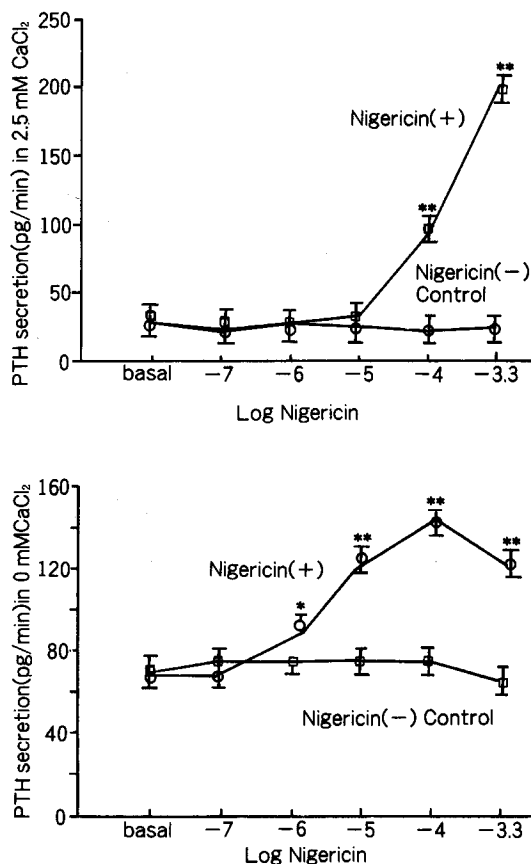 PTH secretion(pg/min) in 2.5 mM CaCl₂
250
200
150
100
50
0
**
Nigericin(+)
**
Nigericin(−)
Control
basal −7 −6 −5 −4 −3.3
Log Nigericin
PTH secretion(pg/min)in 0 mMCaCl₂
160
120
80
40
0
**
**
**
Nigericin(+)
*
Nigericin(−) Control
basal −7 −6 −5 −4 −3.3
Log Nigericin